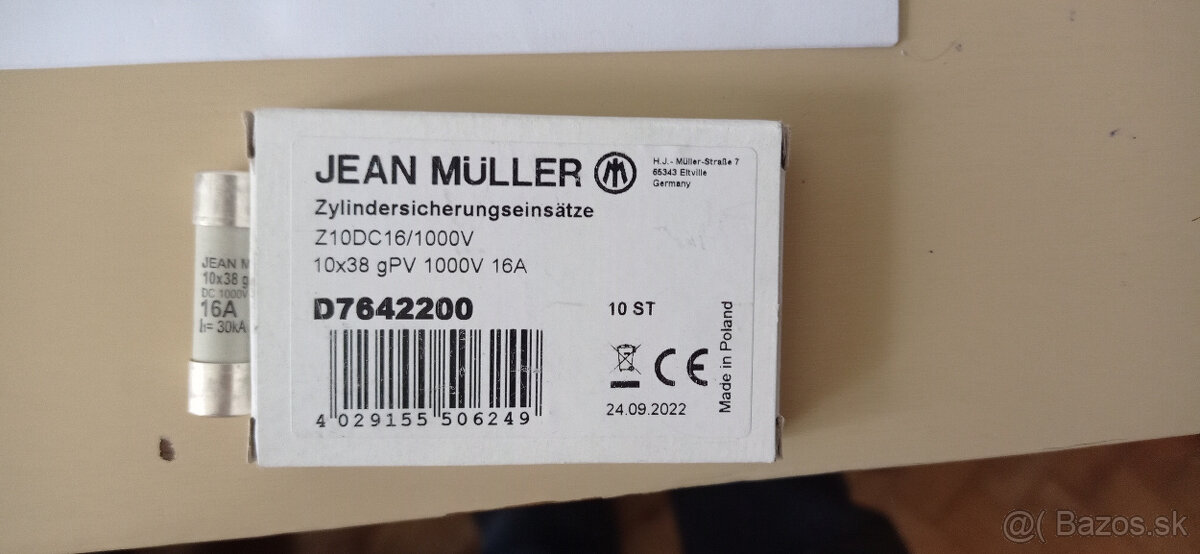 JEAN MÜLLER
H.J.- Müller-Straße 7
65343 Eltville
Germany
Zylindersicherungseinsätze
Z10DC16/1000V
10x38 gPV 1000V 16A
D7642200
10 ST
CE
Made in Poland
4 029155 506249
24.09.2022
JEAN M
10x38 g
DC 1000V
16A
I1= 30kA
@( Bazos.sk